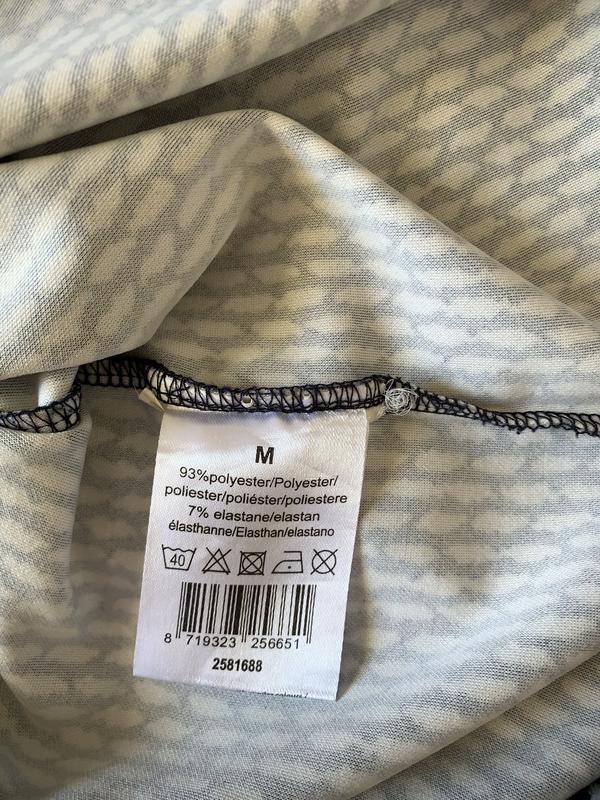 M
93%polyester/Polyester/
poliester/poliéster/poliestere
7% elastane/elastan
élasthanne/Elasthan/elastano
40
8 719323 256651
2581688